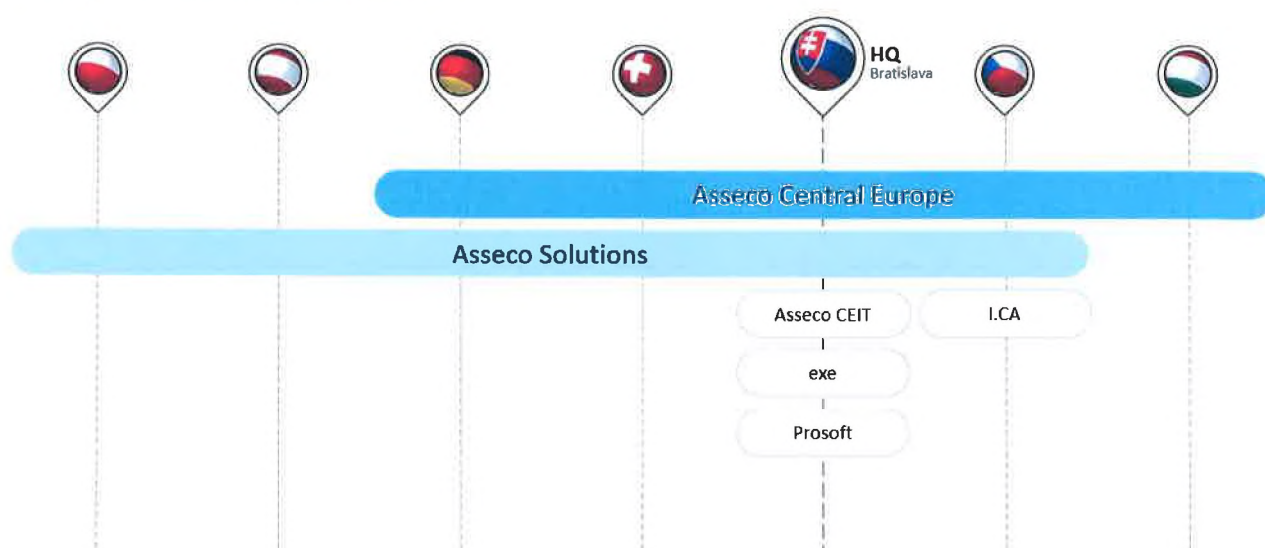 HQ
Bratislava
Asseco Central Europe
Asseco Solutions
Asseco CEIT
I.CA
exe
Prosoft